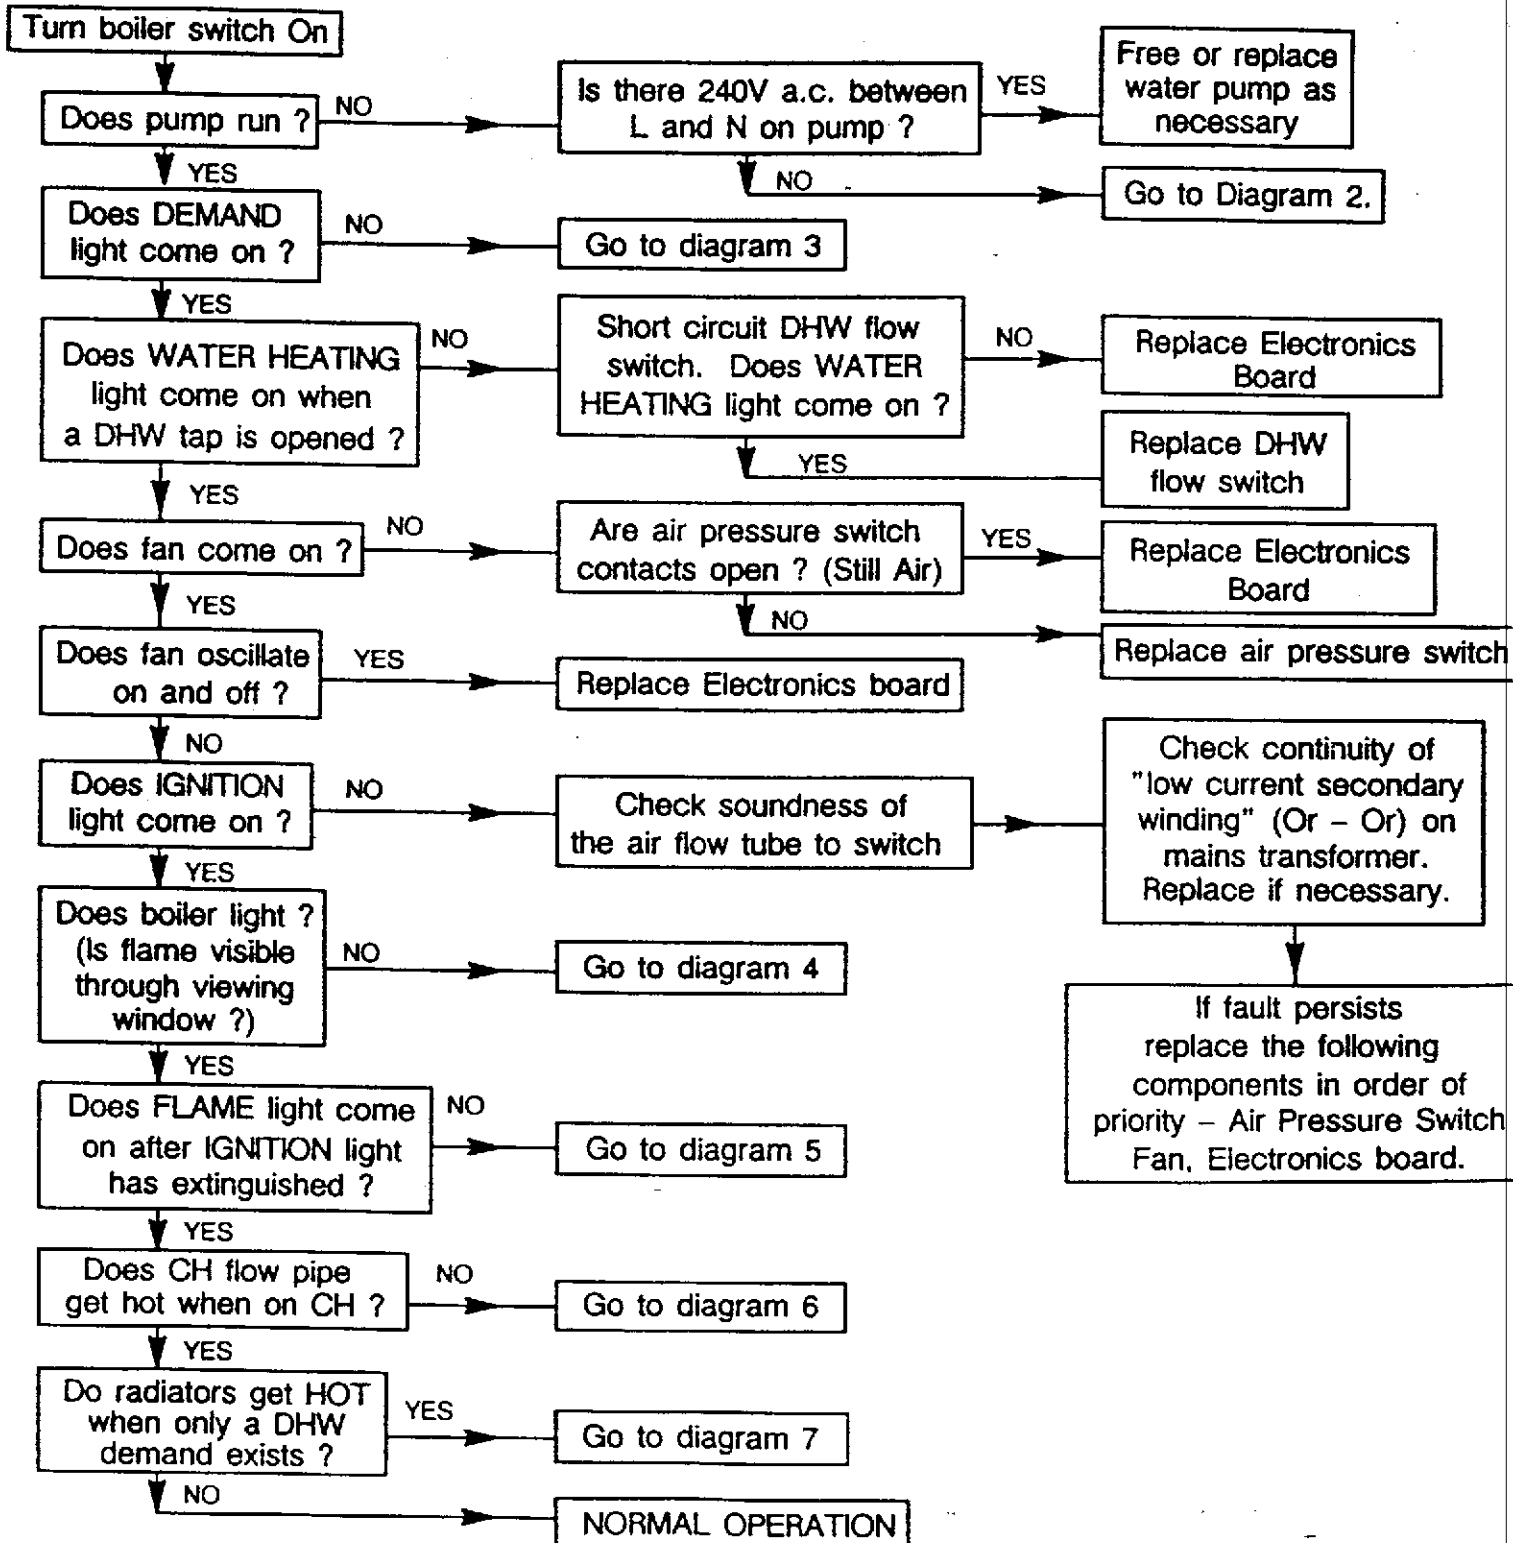 Turn boiler switch On
Does pump run ?
NO
Is there 240V a.c. between
L and N on pump ?
YES
Free or replace
water pump as
necessary
NO
Go to Diagram 2.
YES
Does DEMAND
light come on ?
NO
Go to diagram 3
YES
Does WATER HEATING
light come on when
a DHW tap is opened ?
NO
Short circuit DHW flow
switch. Does WATER
HEATING light come on ?
NO
Replace Electronics
Board
YES
Replace DHW
flow switch
YES
Does fan come on ?
NO
Are air pressure switch
contacts open ? (Still Air)
YES
Replace Electronics
Board
NO
Replace air pressure switch
YES
Does fan oscillate
on and off ?
YES
Replace Electronics board
NO
Does IGNITION
light come on ?
NO
Check soundness of
the air flow tube to switch
Check continuity of
"low current secondary
winding" (Or – Or) on
mains transformer.
Replace if necessary.
If fault persists
replace the following
components in order of
priority – Air Pressure Switch
Fan, Electronics board.
YES
Does boiler light ?
(Is flame visible
through viewing
window ?)
NO
Go to diagram 4
YES
Does FLAME light come
on after IGNITION light
has extinguished ?
NO
Go to diagram 5
YES
Does CH flow pipe
get hot when on CH ?
NO
Go to diagram 6
YES
Do radiators get HOT
when only a DHW
demand exists ?
YES
Go to diagram 7
NO
NORMAL OPERATION